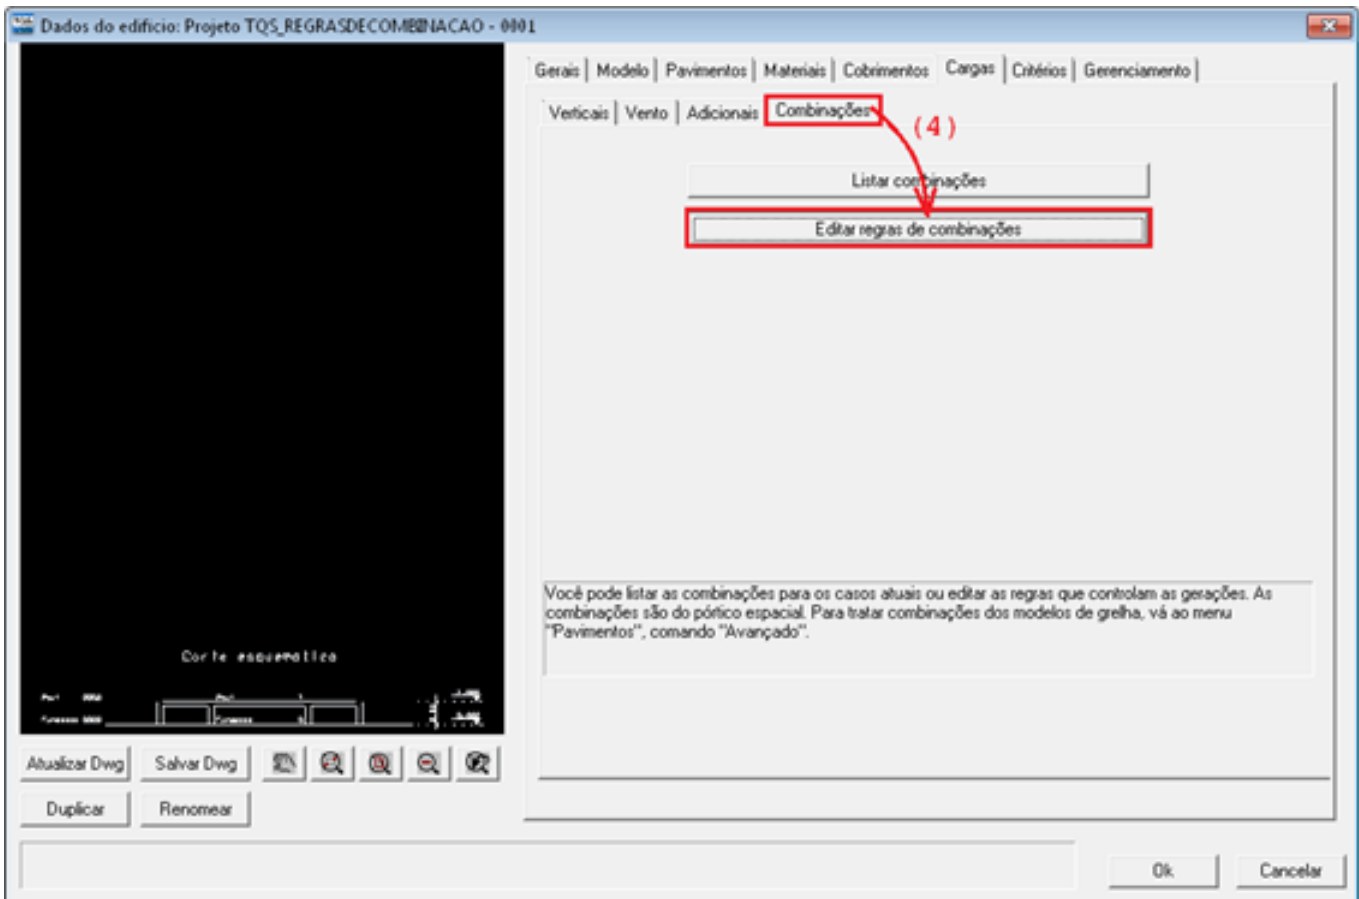 Dados do edificio: Projeto TQS_REGRASDECOMBINACAO - 0001
Gerais Modelo Pavimentos Materiais Cobrimentos Cargas Critérios Gerenciamento
Verticais Vento Adicionais Combinações
(4)
Listar combinações
Editar regras de combinações
Você pode listar as combinações para os casos atuais ou editar as regras que controlam as gerações. As
combinações são do pórtico espacial. Para tratar combinações dos modelos de grelha, vá ao menu
"Pavimentos", comando "Avançado".
Corte esquematico
Atualizar Dwg Salvar Dwg
Duplicar Renomear
Ok Cancelar